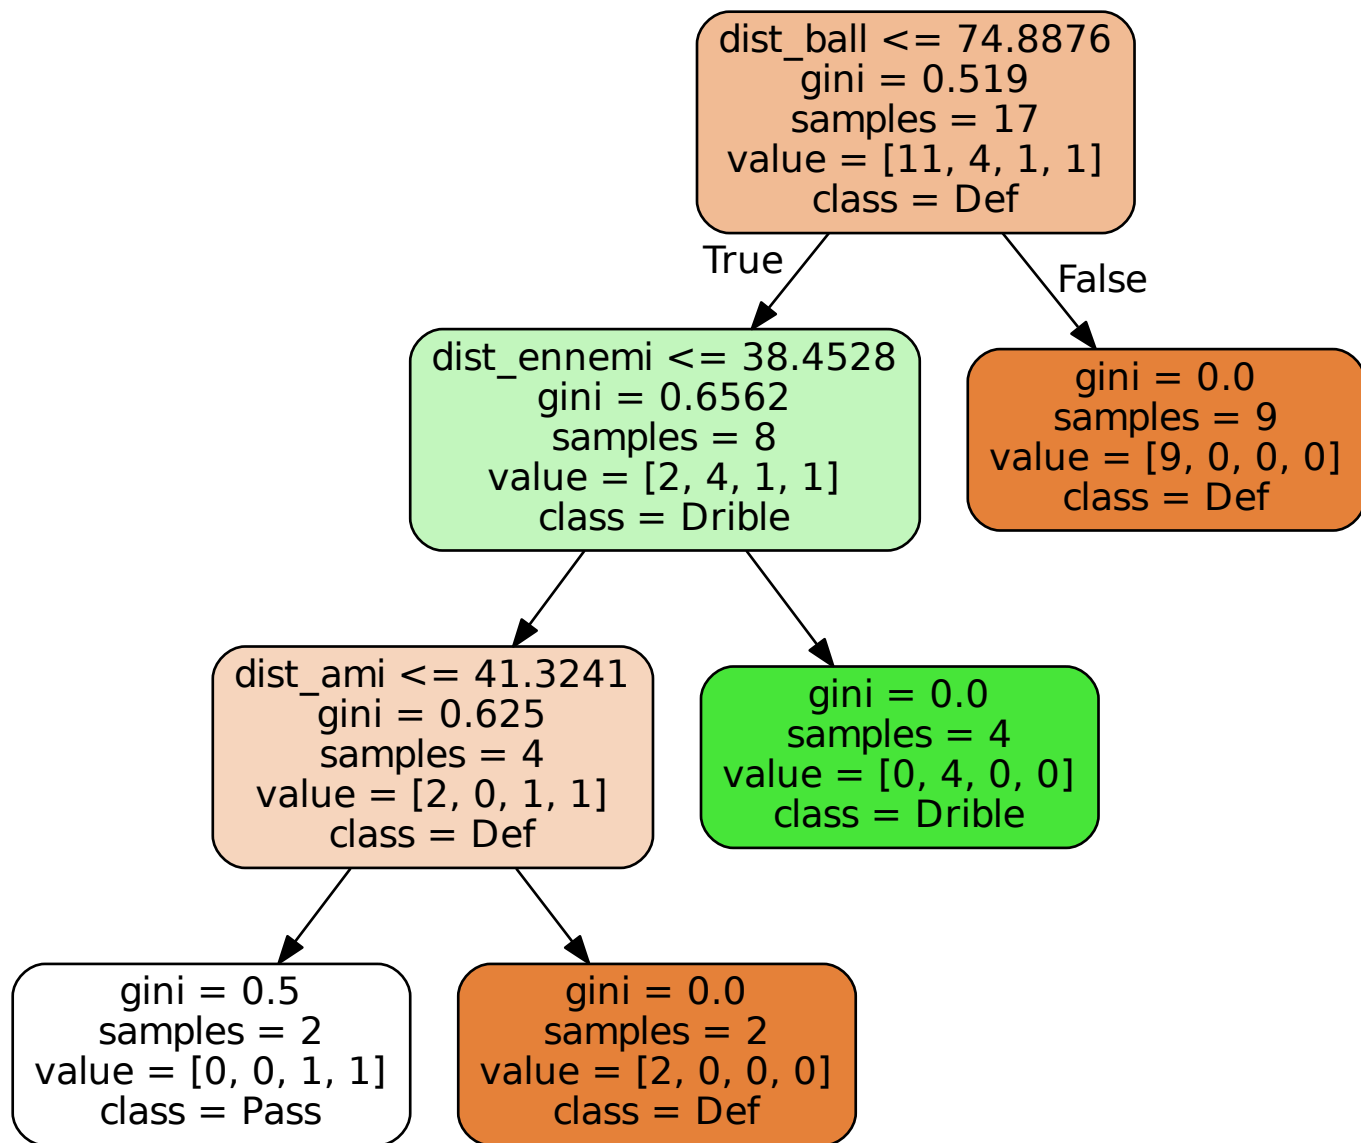 dist_ball <= 74.8876
gini = 0.519
samples = 17
value = [11, 4, 1, 1]
class = Def
True
False
dist_ennemi <= 38.4528
gini = 0.6562
samples = 8
value = [2, 4, 1, 1]
class = Drible
gini = 0.0
samples = 9
value = [9, 0, 0, 0]
class = Def
dist_ami <= 41.3241
gini = 0.625
samples = 4
value = [2, 0, 1, 1]
class = Def
gini = 0.0
samples = 4
value = [0, 4, 0, 0]
class = Drible
gini = 0.5
samples = 2
value = [0, 0, 1, 1]
class = Pass
gini = 0.0
samples = 2
value = [2, 0, 0, 0]
class = Def